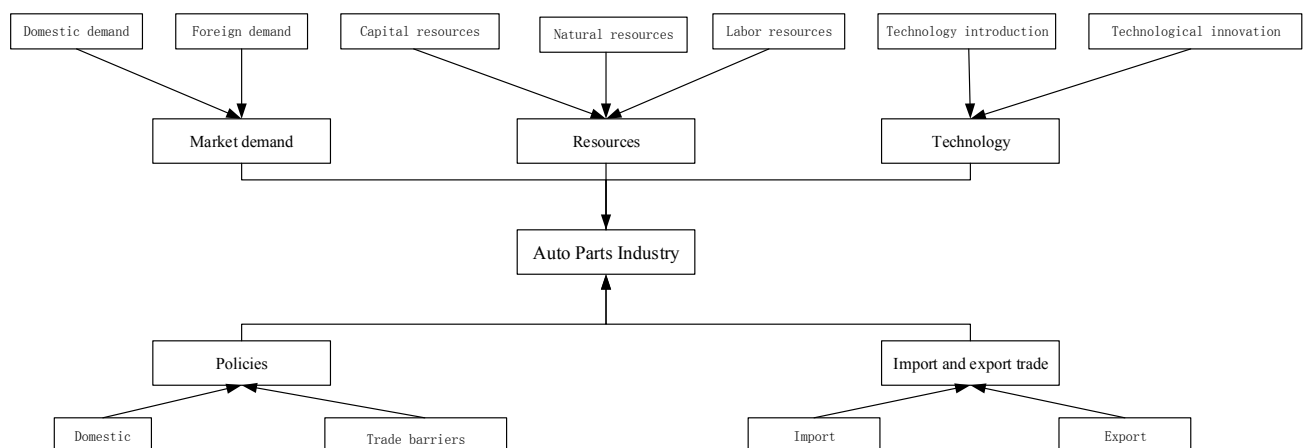 Domestic demand
Foreign demand
Capital resources
Natural resources
Labor resources
Technology introduction
Technological innovation
Market demand
Resources
Technology
Auto Parts Industry
Policies
Import and export trade
Domestic
Trade barriers
Import
Export